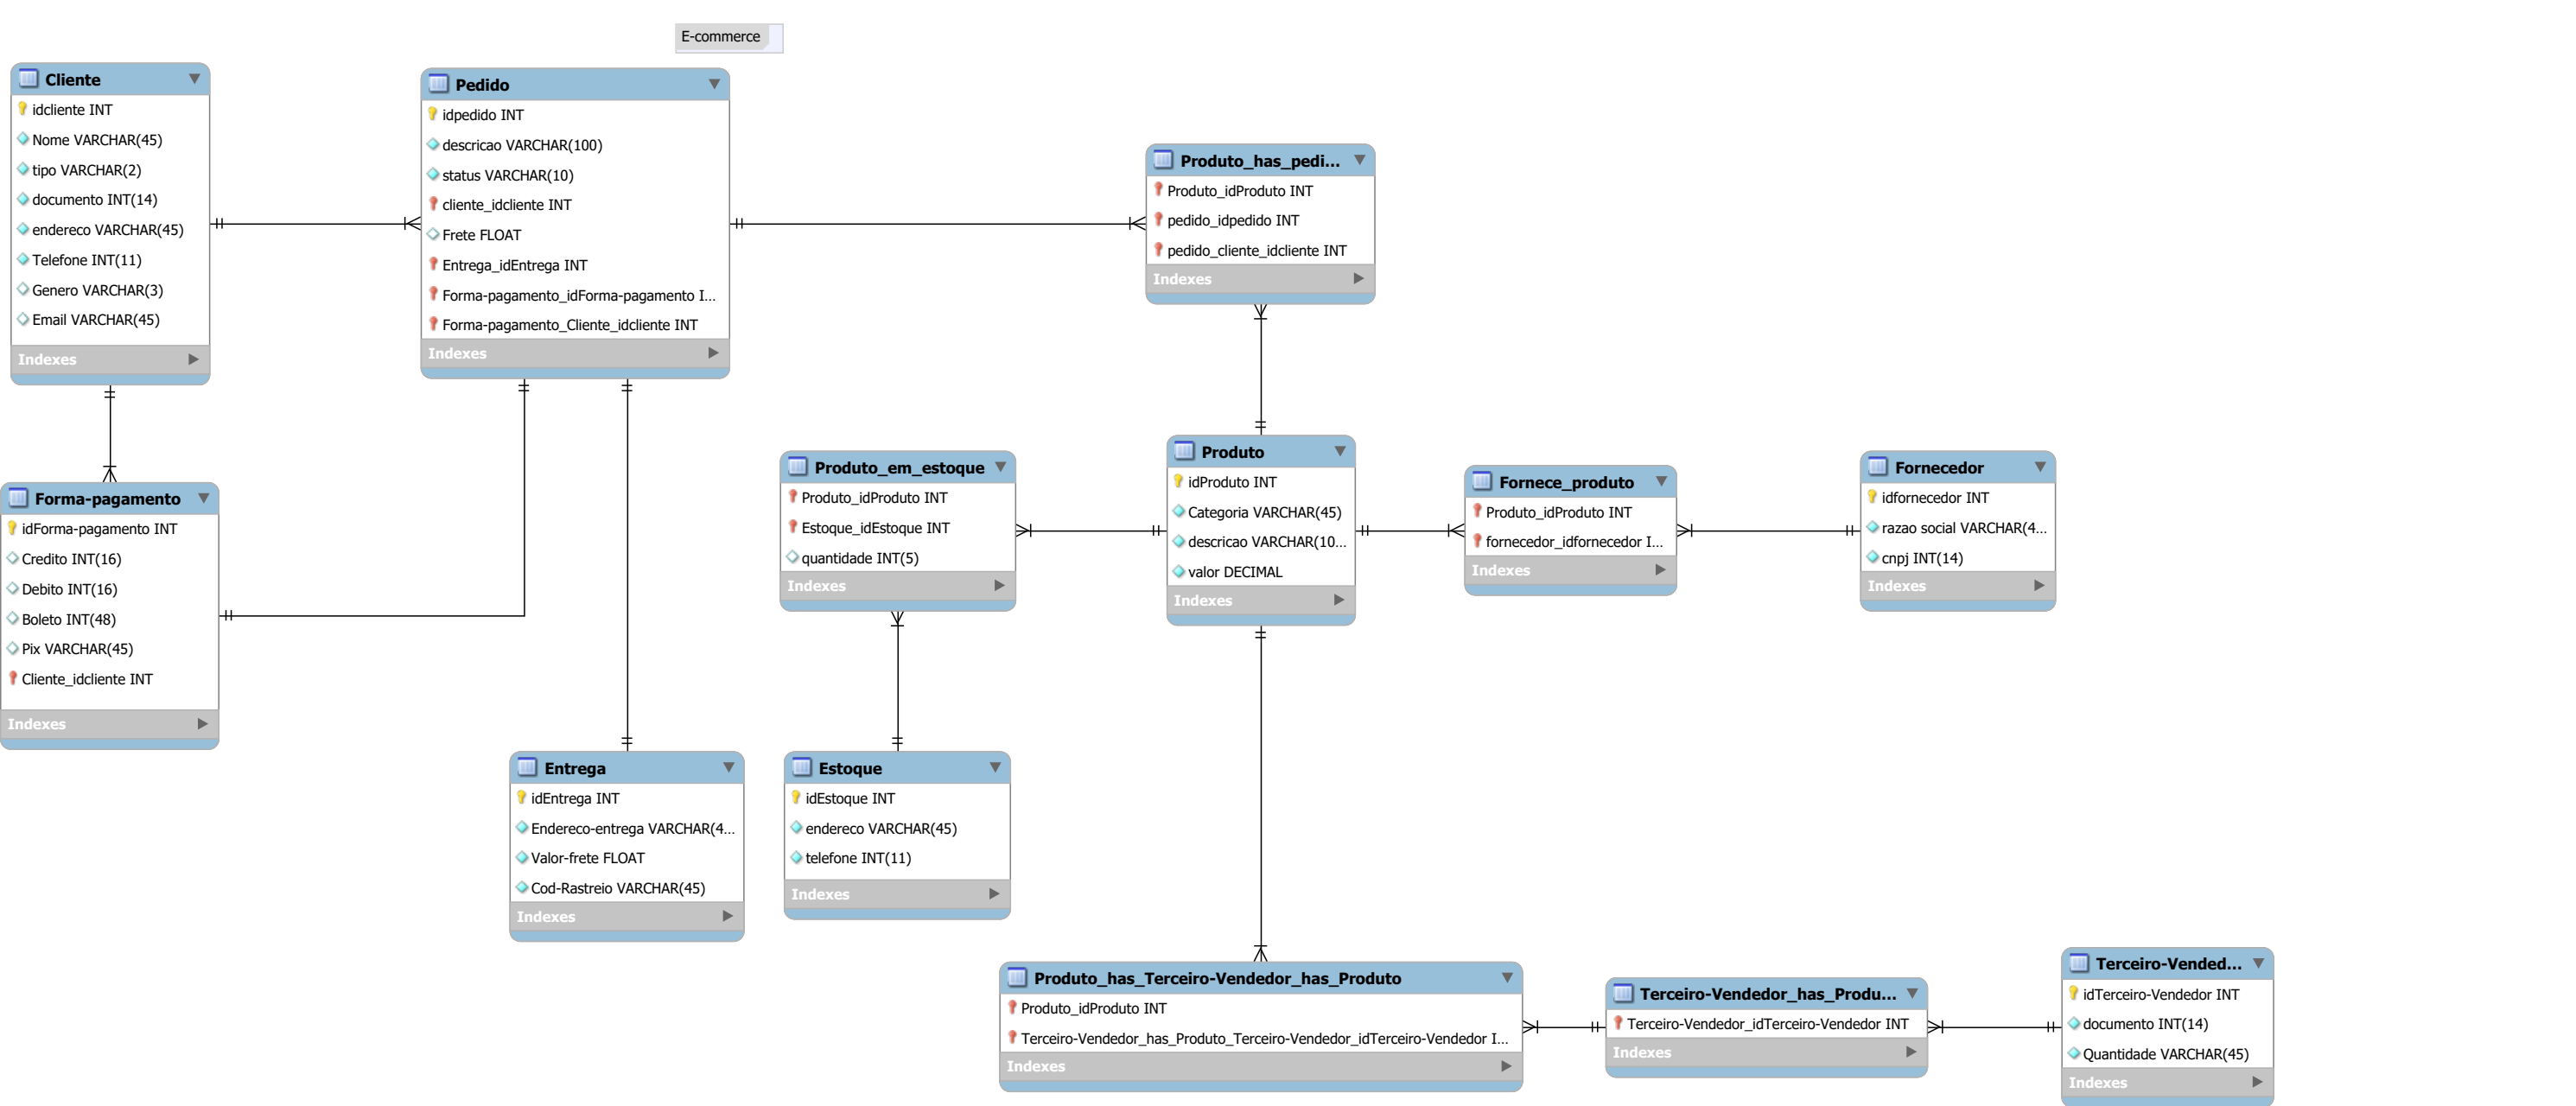 E-commerce
Cliente
idcliente INT
Nome VARCHAR(45)
tipo VARCHAR(2)
documento INT(14)
endereco VARCHAR(45)
Telefone INT(11)
Genero VARCHAR(3)
Email VARCHAR(45)
Indexes
Pedido
idpedido INT
descricao VARCHAR(100)
status VARCHAR(10)
cliente_idcliente INT
Frete FLOAT
Entrega_idEntrega INT
Forma-pagamento_idForma-pagamento I...
Forma-pagamento_Cliente_idcliente INT
Indexes
Produto_has_pedi...
Produto_idProduto INT
pedido_idpedido INT
pedido_cliente_idcliente INT
Indexes
Forma-pagamento
idForma-pagamento INT
Credito INT(16)
Debito INT(16)
Boleto INT(48)
Pix VARCHAR(45)
Cliente_idcliente INT
Indexes
Produto_em_estoque
Produto_idProduto INT
Estoque_idEstoque INT
quantidade INT(5)
Indexes
Produto
idProduto INT
Categoria VARCHAR(45)
descricao VARCHAR(10...
valor DECIMAL
Indexes
Fornece_produto
Produto_idProduto INT
fornecedor_idfornecedor I...
Indexes
Fornecedor
idfornecedor INT
razao social VARCHAR(4...
cnpj INT(14)
Indexes
Entrega
idEntrega INT
Endereco-entrega VARCHAR(4...
Valor-frete FLOAT
Cod-Rastreio VARCHAR(45)
Indexes
Estoque
idEstoque INT
endereco VARCHAR(45)
telefone INT(11)
Indexes
Produto_has_Terceiro-Vendedor_has_Produto
Produto_idProduto INT
Terceiro-Vendedor_has_Produto_Terceiro-Vendedor_idTerceiro-Vendedor I...
Indexes
Terceiro-Vendedor_has_Produ...
Terceiro-Vendedor_idTerceiro-Vendedor INT
Indexes
Terceiro-Vended...
idTerceiro-Vendedor INT
documento INT(14)
Quantidade VARCHAR(45)
Indexes